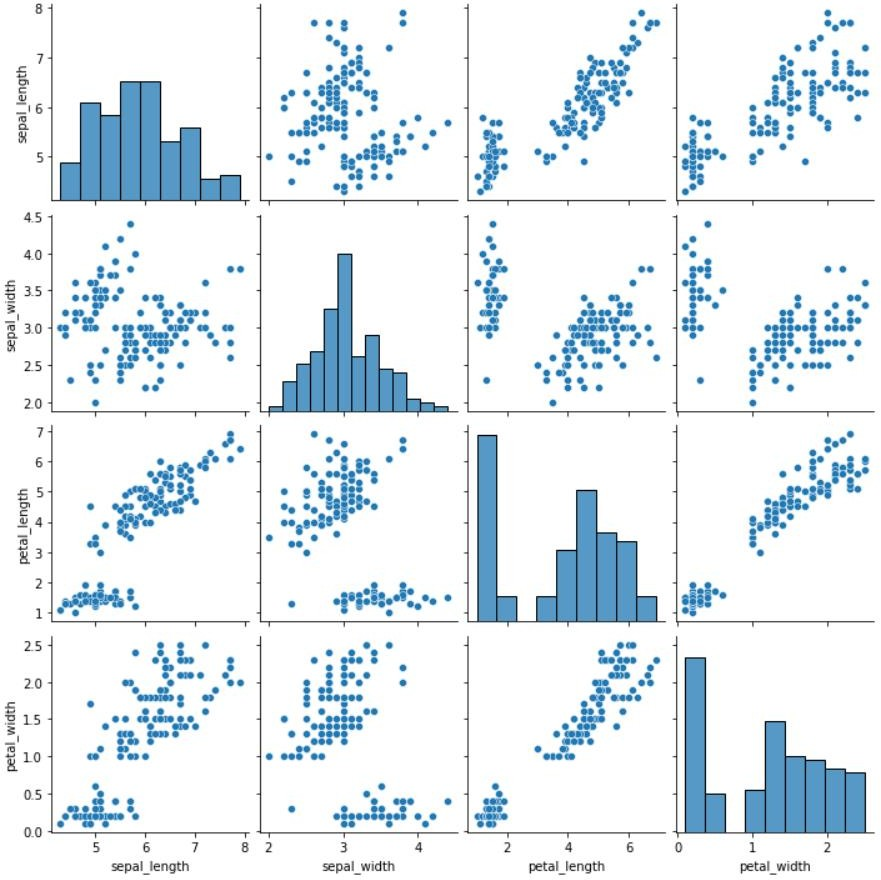 8
7
6
5
sepal_length
4.5
4.0
3.5
3.0
2.5
2.0
sepal_width
7
6
5
4
3
2
1
petal_length
2.5
2.0
1.5
1.0
0.5
0.0
petal_width
5 6 7 8
sepal_length
2 3 4
sepal_width
2 4 6
petal_length
0 1 2
petal_width